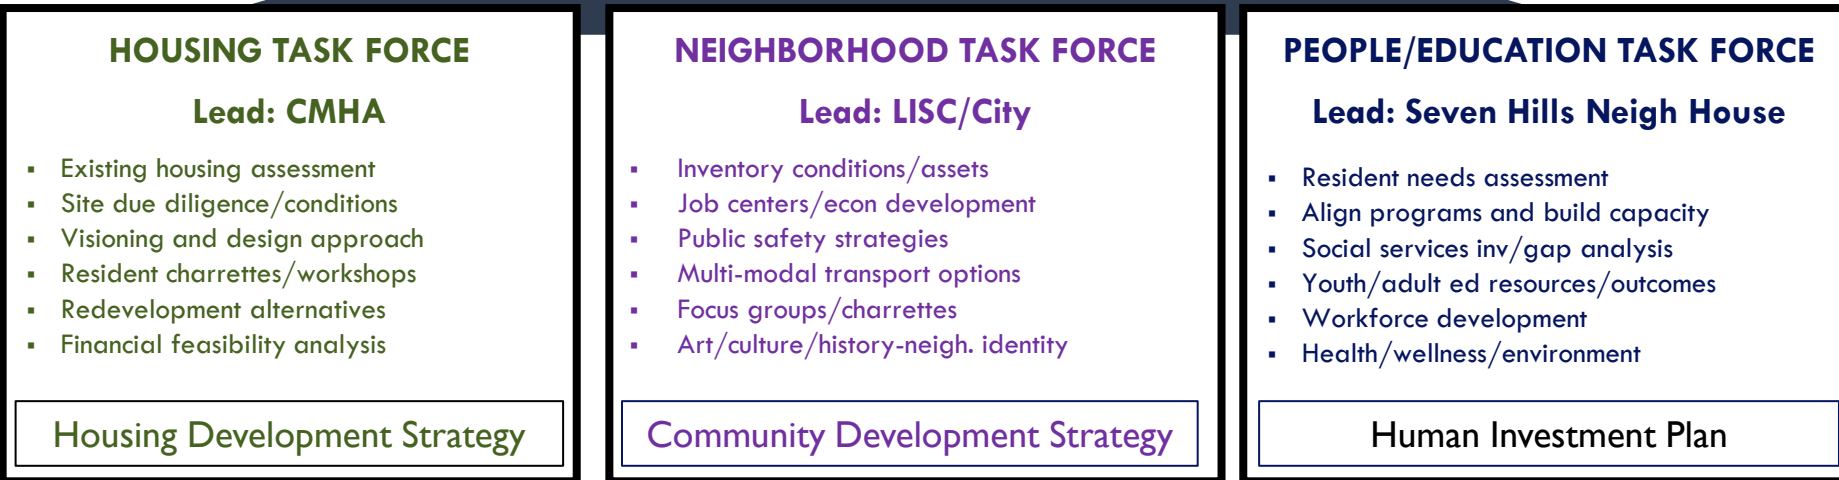 HOUSING TASK FORCE
Lead: CMHA
▪ Existing housing assessment
▪ Site due diligence/conditions
▪ Visioning and design approach
▪ Resident charrettes/workshops
▪ Redevelopment alternatives
▪ Financial feasibility analysis
Housing Development Strategy
NEIGHBORHOOD TASK FORCE
Lead: LISC/City
▪ Inventory conditions/assets
▪ Job centers/econ development
▪ Public safety strategies
▪ Multi-modal transport options
▪ Focus groups/charrettes
▪ Art/culture/history-neigh. identity
Community Development Strategy
PEOPLE/EDUCATION TASK FORCE
Lead: Seven Hills Neigh House
▪ Resident needs assessment
▪ Align programs and build capacity
▪ Social services inv/gap analysis
▪ Youth/adult ed resources/outcomes
▪ Workforce development
▪ Health/wellness/environment
Human Investment Plan